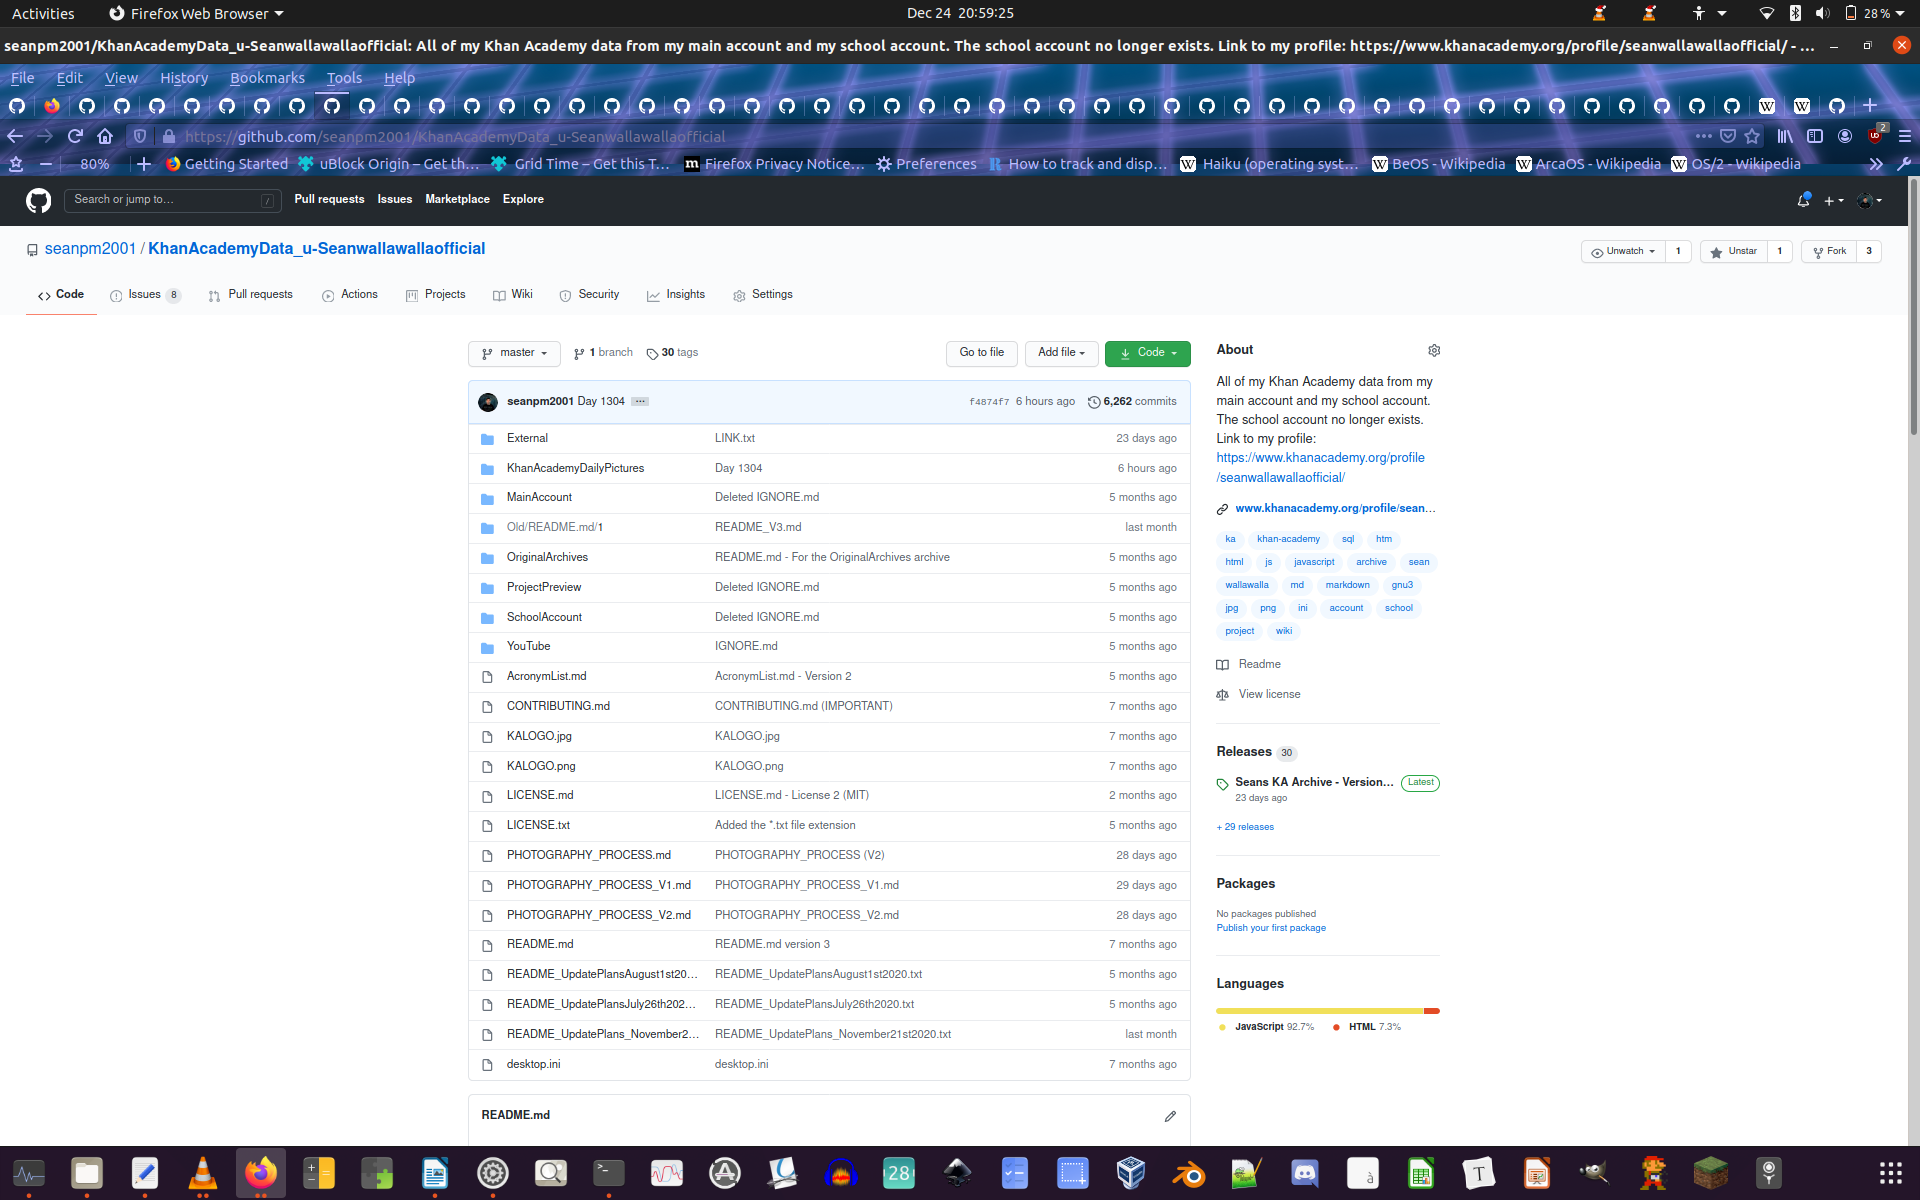 Activities Firefox Web Browser Dec 24 20:59:25 28 %
seanpm2001/KhanAcademyData_u-Seanwallawallaofficial: All of my Khan Academy data from my main account and my school account. The school account no longer exists. Link to my profile: https://www.khanacademy.org/profile/seanwallawallaofficial/ - ...
File Edit View History Bookmarks Tools Help
https://github.com/seanpm2001/KhanAcademyData_u-Seanwallawallaofficial 2
80% Getting Started uBlock Origin – Get th… Grid Time – Get this T… Firefox Privacy Notice… Preferences How to track and disp… Haiku (operating syst… BeOS - Wikipedia ArcaOS - Wikipedia OS/2 - Wikipedia
Search or jump to… / Pull requests Issues Marketplace Explore
seanpm2001 / KhanAcademyData_u-Seanwallawallaofficial Unwatch 1 Unstar 1 Fork 3
Code Issues 8 Pull requests Actions Projects Wiki Security Insights Settings
master 1 branch 30 tags Go to file Add file Code
seanpm2001 Day 1304 ... f4874f7 6 hours ago 6,262 commits
External LINK.txt 23 days ago
KhanAcademyDailyPictures Day 1304 6 hours ago
MainAccount Deleted IGNORE.md 5 months ago
Old/README.md/1 README_V3.md last month
OriginalArchives README.md - For the OriginalArchives archive 5 months ago
ProjectPreview Deleted IGNORE.md 5 months ago
SchoolAccount Deleted IGNORE.md 5 months ago
YouTube IGNORE.md 5 months ago
AcronymList.md AcronymList.md - Version 2 5 months ago
CONTRIBUTING.md CONTRIBUTING.md (IMPORTANT) 7 months ago
KALOGO.jpg KALOGO.jpg 7 months ago
KALOGO.png KALOGO.png 7 months ago
LICENSE.md LICENSE.md - License 2 (MIT) 2 months ago
LICENSE.txt Added the *.txt file extension 5 months ago
PHOTOGRAPHY_PROCESS.md PHOTOGRAPHY_PROCESS (V2) 28 days ago
PHOTOGRAPHY_PROCESS_V1.md PHOTOGRAPHY_PROCESS_V1.md 29 days ago
PHOTOGRAPHY_PROCESS_V2.md PHOTOGRAPHY_PROCESS_V2.md 28 days ago
README.md README.md version 3 7 months ago
README_UpdatePlansAugust1st20… README_UpdatePlansAugust1st2020.txt 5 months ago
README_UpdatePlansJuly26th202… README_UpdatePlansJuly26th2020.txt 5 months ago
README_UpdatePlans_November2… README_UpdatePlans_November21st2020.txt last month
desktop.ini desktop.ini 7 months ago
README.md
About
All of my Khan Academy data from my
main account and my school account.
The school account no longer exists.
Link to my profile:
https://www.khanacademy.org/profile
/seanwallawallaofficial/
www.khanacademy.org/profile/sean…
ka khan-academy sql htm
html js javascript archive sean
wallawalla md markdown gnu3
jpg png ini account school
project wiki
Readme
View license
Releases 30
Seans KA Archive - Version… Latest
23 days ago
+ 29 releases
Packages
No packages published
Publish your first package
Languages
JavaScript 92.7% HTML 7.3%
28